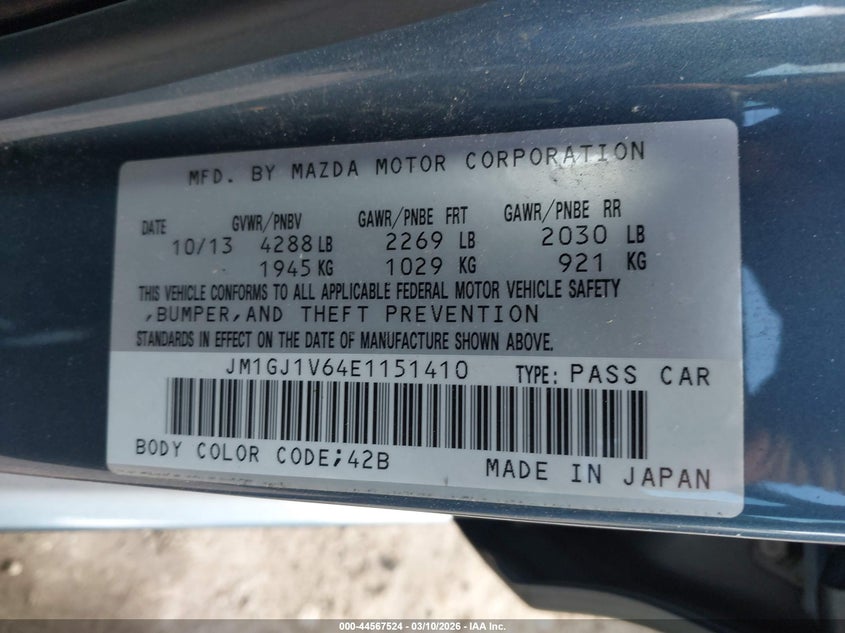 MFD. BY MAZDA MOTOR CORPORATION
DATE GVWR/PNBV GAWR/PNBE FRT GAWR/PNBE RR
10/13 4288 LB 2269 LB 2030 LB
1945 KG 1029 KG 921 KG
THIS VEHICLE CONFORMS TO ALL APPLICABLE FEDERAL MOTOR VEHICLE SAFETY
,BUMPER,AND THEFT PREVENTION
STANDARDS IN EFFECT ON THE DATE OF MANUFACTURE SHOWN ABOVE.
JM1GJ1V64E1151410 TYPE: PASS CAR
BODY COLOR CODE;42B MADE IN JAPAN
000-44567524 — 03/10/2026 — IAA Inc.